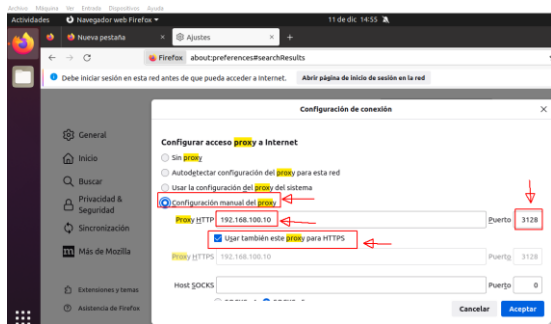 Archivo Máquina Ver Entrada Dispositivos Ayuda
Actividades Navegador web Firefox 11 de dic 14:55
Nueva pestaña × Ajustes × +
Firefox about:preferences#searchResults
Debe iniciar sesión en esta red antes de que pueda acceder a Internet. Abrir página de inicio de sesión en la red
Configuración de conexión ×
General
Inicio
Buscar
Privacidad & Seguridad
Sincronización
Más de Mozilla
Extensiones y temas
Asistencia de Firefox
Configurar acceso proxy a Internet
Sin proxy
Autodetectar configuración del proxy para esta red
Usar la configuración del proxy del sistema
Configuración manual del proxy
Proxy HTTP 192.168.100.10 Puerto 3128
Usar también este proxy para HTTPS
Proxy HTTPS 192.168.100.10 Puerto 3128
Host SOCKS Puerto 0
Cancelar Aceptar